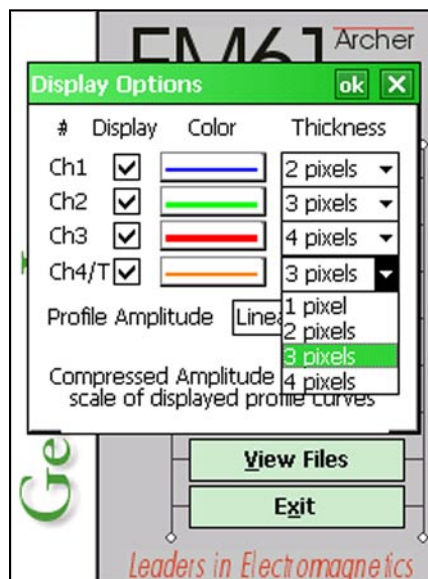 EM61 Archer
Display Options ok
# Display Color Thickness
Ch1 2 pixels
Ch2 3 pixels
Ch3 4 pixels
Ch4/T 3 pixels
1 pixel
2 pixels
3 pixels
4 pixels
Profile Amplitude
Compressed Amplitude
scale of displayed profile curves
View Files
Exit
Ge
Leaders in Electromagnetics